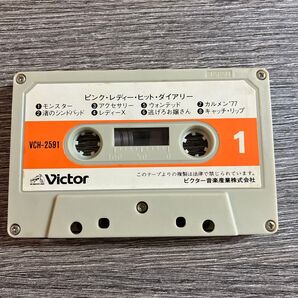 ピンク・レディー・ヒット・ダイアリー
❶モンスター ❸アクセサリー ❺ウォンテッド ❼カルメン'77
❷渚のシンドバッド ❹レディーX ❻逃げろお嬢さん ❽キャッチ・リップ
VCH-2591
1
Victor
このテープよりの複製は法律で禁じられています。
ビクター音楽産業株式会社